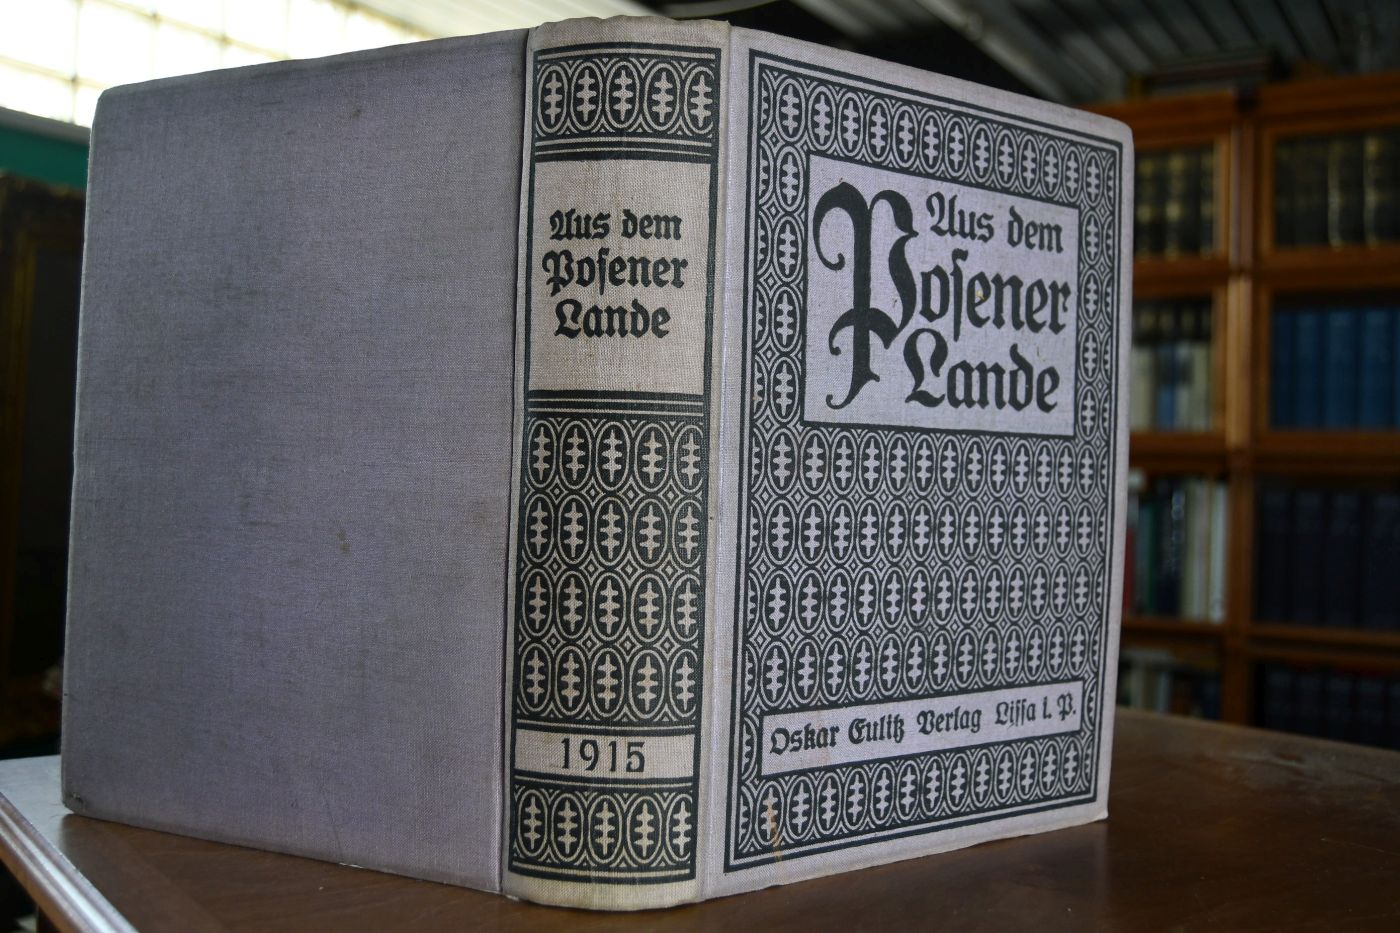 Aus dem
Posener
Lande
1915
Aus dem
Posener
Lande
Oskar Eulitz Verlag Lissa i. P.